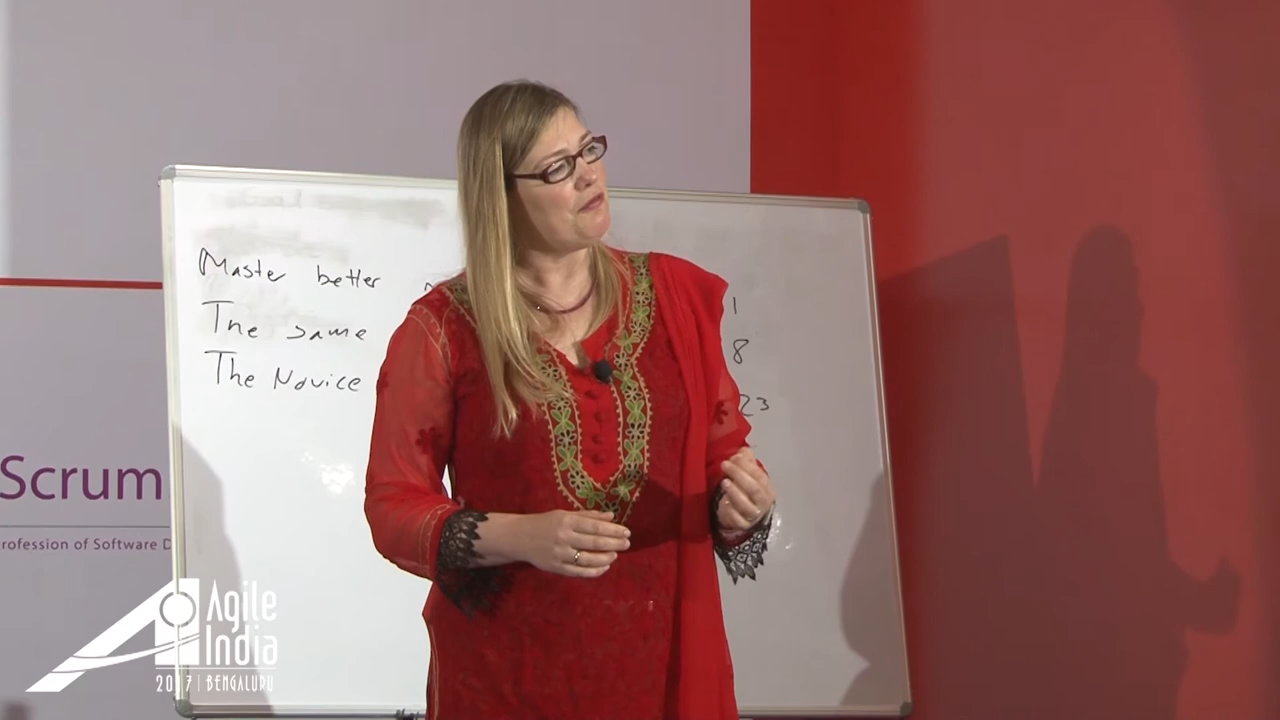 Master better
1
The same
8
The Novice
23
Scrum
rofession of Software D
Agile
India
2017 | BENGALURU